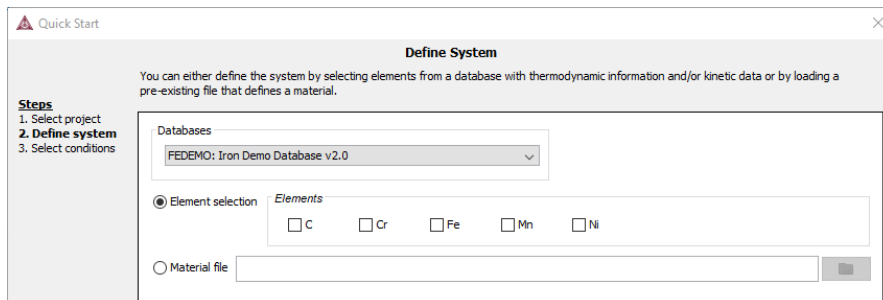 Quick Start
Define System
You can either define the system by selecting elements from a database with thermodynamic information and/or kinetic data or by loading a
pre-existing file that defines a material.
Steps
1. Select project
2. Define system
3. Select conditions
Databases
FEDEMO: Iron Demo Database v2.0
Element selection
Elements
C Cr Fe Mn Ni
Material file